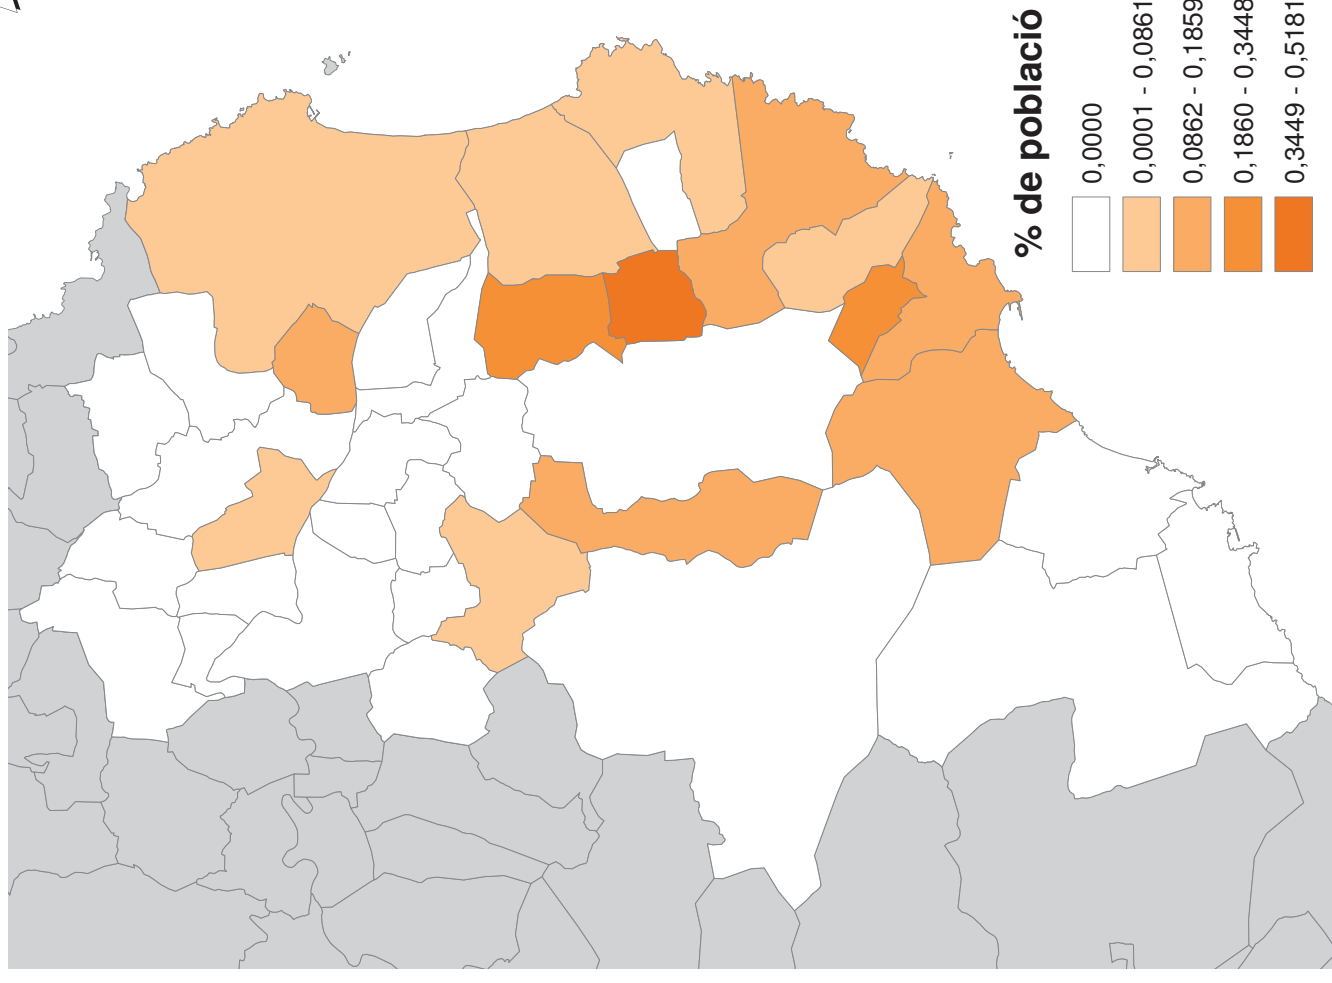 % de població
0,0000
0,0001 - 0,0861
0,0862 - 0,1859
0,1860 - 0,3448
0,3449 - 0,5181